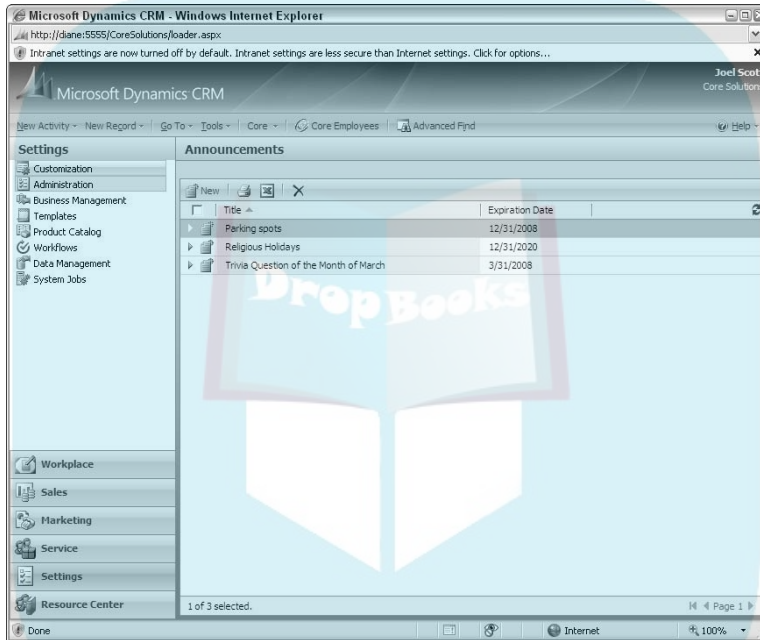 Microsoft Dynamics CRM - Windows Internet Explorer
http://diane:5555/CoreSolutions/loader.aspx
Intranet settings are now turned off by default. Intranet settings are less secure than Internet settings. Click for options...
Joel Scot
Core Solution
Microsoft Dynamics CRM
New Activity New Record Go To Tools Core Core Employees Advanced Find Help
Settings
Announcements
Customization
Administration
Business Management
Templates
Product Catalog
Workflows
Data Management
System Jobs
New
Title Expiration Date
Parking spots 12/31/2008
Religious Holidays 12/31/2020
Trivia Question of the Month of March 3/31/2008
DropBooks
Workplace
Sales
Marketing
Service
Settings
Resource Center
1 of 3 selected. Page 1
Done Internet 100%